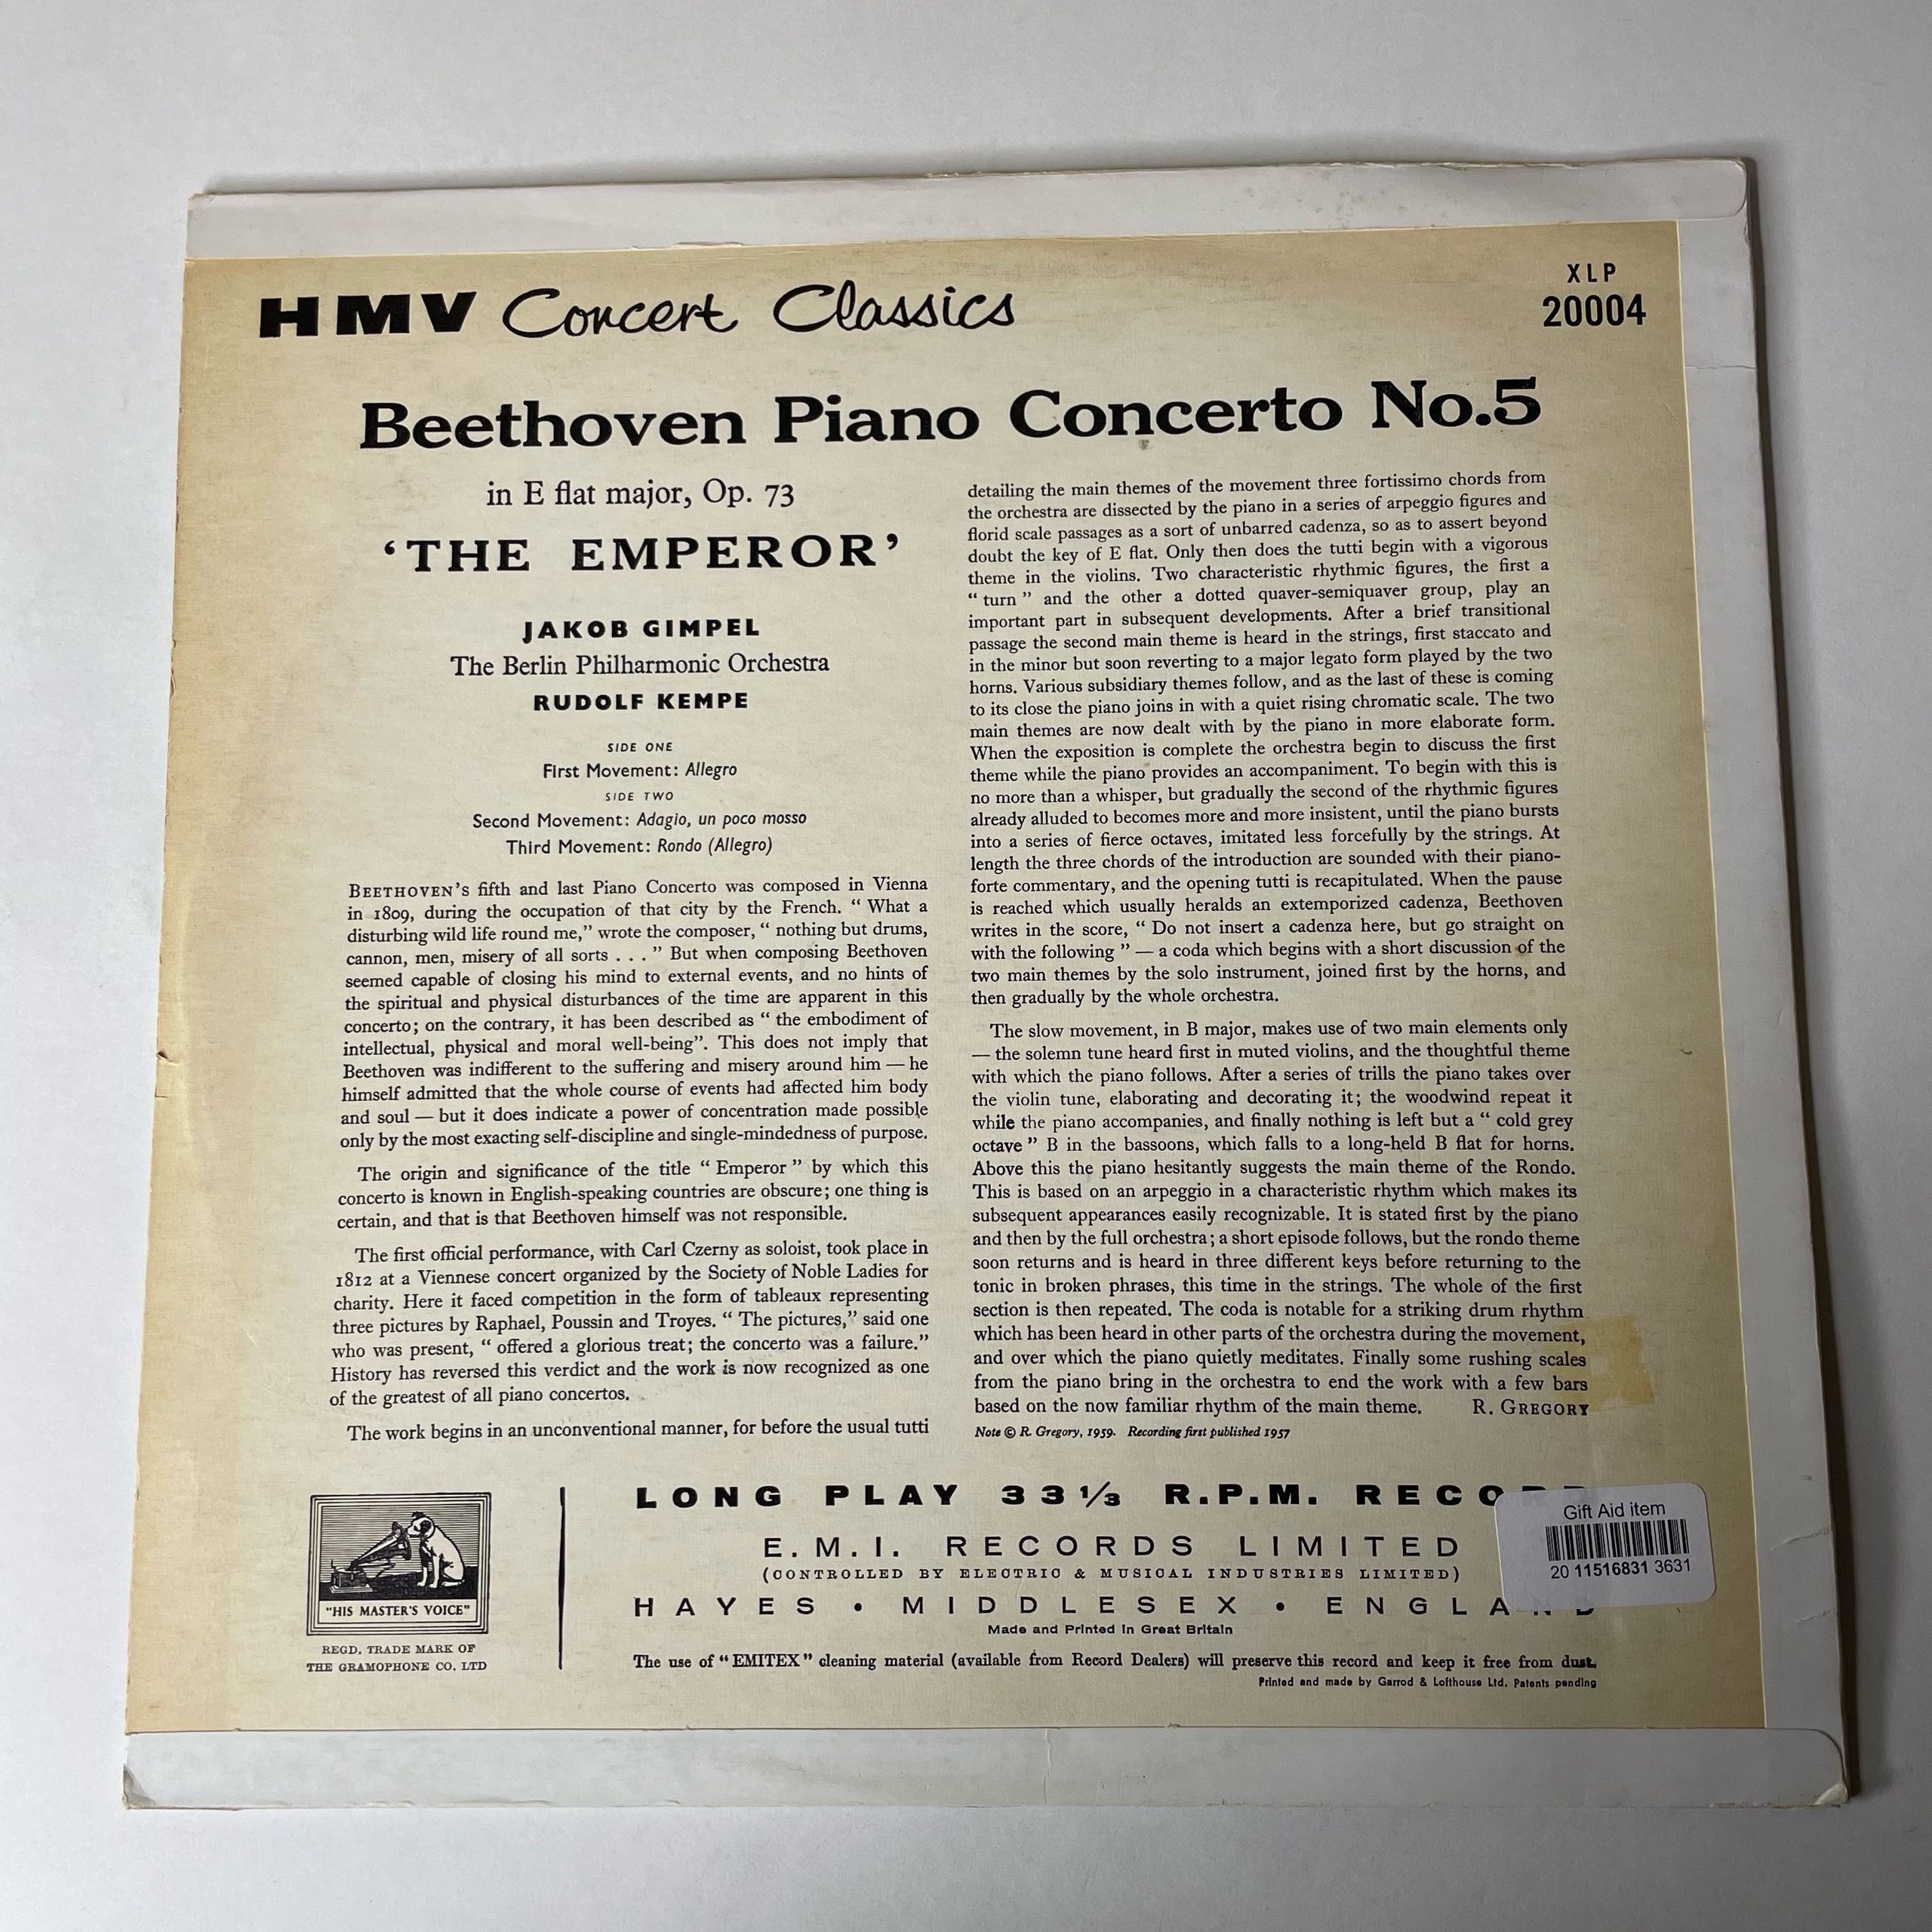 HMV Concert Classics
XLP
20004
Beethoven Piano Concerto No.5
in E flat major, Op. 73
‘THE EMPEROR’
JAKOB GIMPEL
The Berlin Philharmonic Orchestra
RUDOLF KEMPE
SIDE ONE
First Movement: Allegro
SIDE TWO
Second Movement: Adagio, un poco mosso
Third Movement: Rondo (Allegro)
BEETHOVEN'S fifth and last Piano Concerto was composed in Vienna
in 1809, during the occupation of that city by the French. “ What a
disturbing wild life round me,” wrote the composer, “ nothing but drums,
cannon, men, misery of all sorts . . . ” But when composing Beethoven
seemed capable of closing his mind to external events, and no hints of
the spiritual and physical disturbances of the time are apparent in this
concerto; on the contrary, it has been described as “ the embodiment of
intellectual, physical and moral well-being”. This does not imply that
Beethoven was indifferent to the suffering and misery around him — he
himself admitted that the whole course of events had affected him body
and soul — but it does indicate a power of concentration made possible
only by the most exacting self-discipline and single-mindedness of purpose.
The origin and significance of the title “ Emperor ” by which this
concerto is known in English-speaking countries are obscure; one thing is
certain, and that is that Beethoven himself was not responsible.
The first official performance, with Carl Czerny as soloist, took place in
1812 at a Viennese concert organized by the Society of Noble Ladies for
charity. Here it faced competition in the form of tableaux representing
three pictures by Raphael, Poussin and Troyes. “ The pictures,” said one
who was present, “ offered a glorious treat; the concerto was a failure.”
History has reversed this verdict and the work is now recognized as one
of the greatest of all piano concertos.
The work begins in an unconventional manner, for before the usual tutti
detailing the main themes of the movement three fortissimo chords from
the orchestra are dissected by the piano in a series of arpeggio figures and
florid scale passages as a sort of unbarred cadenza, so as to assert beyond
doubt the key of E flat. Only then does the tutti begin with a vigorous
theme in the violins. Two characteristic rhythmic figures, the first a
“ turn ” and the other a dotted quaver-semiquaver group, play an
important part in subsequent developments. After a brief transitional
passage the second main theme is heard in the strings, first staccato and
in the minor but soon reverting to a major legato form played by the two
horns. Various subsidiary themes follow, and as the last of these is coming
to its close the piano joins in with a quiet rising chromatic scale. The two
main themes are now dealt with by the piano in more elaborate form.
When the exposition is complete the orchestra begin to discuss the first
theme while the piano provides an accompaniment. To begin with this is
no more than a whisper, but gradually the second of the rhythmic figures
already alluded to becomes more and more insistent, until the piano bursts
into a series of fierce octaves, imitated less forcefully by the strings. At
length the three chords of the introduction are sounded with their piano-
forte commentary, and the opening tutti is recapitulated. When the pause
is reached which usually heralds an extemporized cadenza, Beethoven
writes in the score, “ Do not insert a cadenza here, but go straight on
with the following ” — a coda which begins with a short discussion of the
two main themes by the solo instrument, joined first by the horns, and
then gradually by the whole orchestra.
The slow movement, in B major, makes use of two main elements only
— the solemn tune heard first in muted violins, and the thoughtful theme
with which the piano follows. After a series of trills the piano takes over
the violin tune, elaborating and decorating it; the woodwind repeat it
while the piano accompanies, and finally nothing is left but a “ cold grey
octave ” B in the bassoons, which falls to a long-held B flat for horns.
Above this the piano hesitantly suggests the main theme of the Rondo.
This is based on an arpeggio in a characteristic rhythm which makes its
subsequent appearances easily recognizable. It is stated first by the piano
and then by the full orchestra; a short episode follows, but the rondo theme
soon returns and is heard in three different keys before returning to the
tonic in broken phrases, this time in the strings. The whole of the first
section is then repeated. The coda is notable for a striking drum rhythm
which has been heard in other parts of the orchestra during the movement,
and over which the piano quietly meditates. Finally some rushing scales
from the piano bring in the orchestra to end the work with a few bars
based on the now familiar rhythm of the main theme. R. GREGORY
Note © R. Gregory, 1959. Recording first published 1957
"HIS MASTER'S VOICE"
REGD. TRADE MARK OF
THE GRAMOPHONE CO. LTD
LONG PLAY 33⅓ R.P.M. RECORD
E.M.I. RECORDS LIMITED
(CONTROLLED BY ELECTRIC & MUSICAL INDUSTRIES LIMITED)
HAYES • MIDDLESEX • ENGLAND
Made and Printed in Great Britain
The use of “EMITEX” cleaning material (available from Record Dealers) will preserve this record and keep it free from dust.
Printed and made by Garrod & Lofthouse Ltd. Patents pending
Gift Aid item
20 11516831 3631